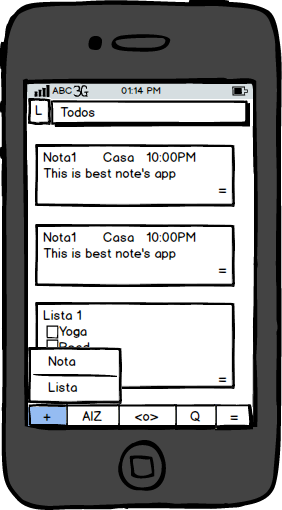 ABC 3G 01:14 PM
L Todos
Nota1 Casa 10:00PM
This is best note's app
=
Nota1 Casa 10:00PM
This is best note's app
=
Lista 1
Yoga
=
Nota
Lista
+ AIZ <o> Q =